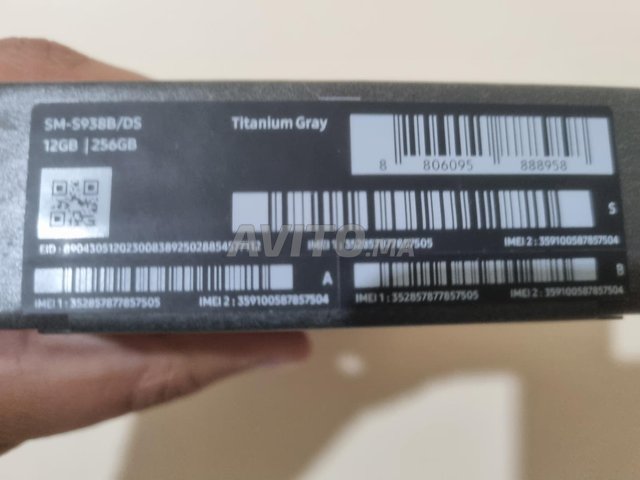 SM-S938B/DS
Titanium Gray
12GB | 256GB
8 806095 888958
S
EID :
IMEI 1 : 352857877857505
IMEI 2 : 359100587857504
AVITO.MA
A
B
IMEI 1 : 352857877857505
IMEI 2 : 359100587857504
IMEI 1 : 352857877857505
IMEI 2 : 359100587857504